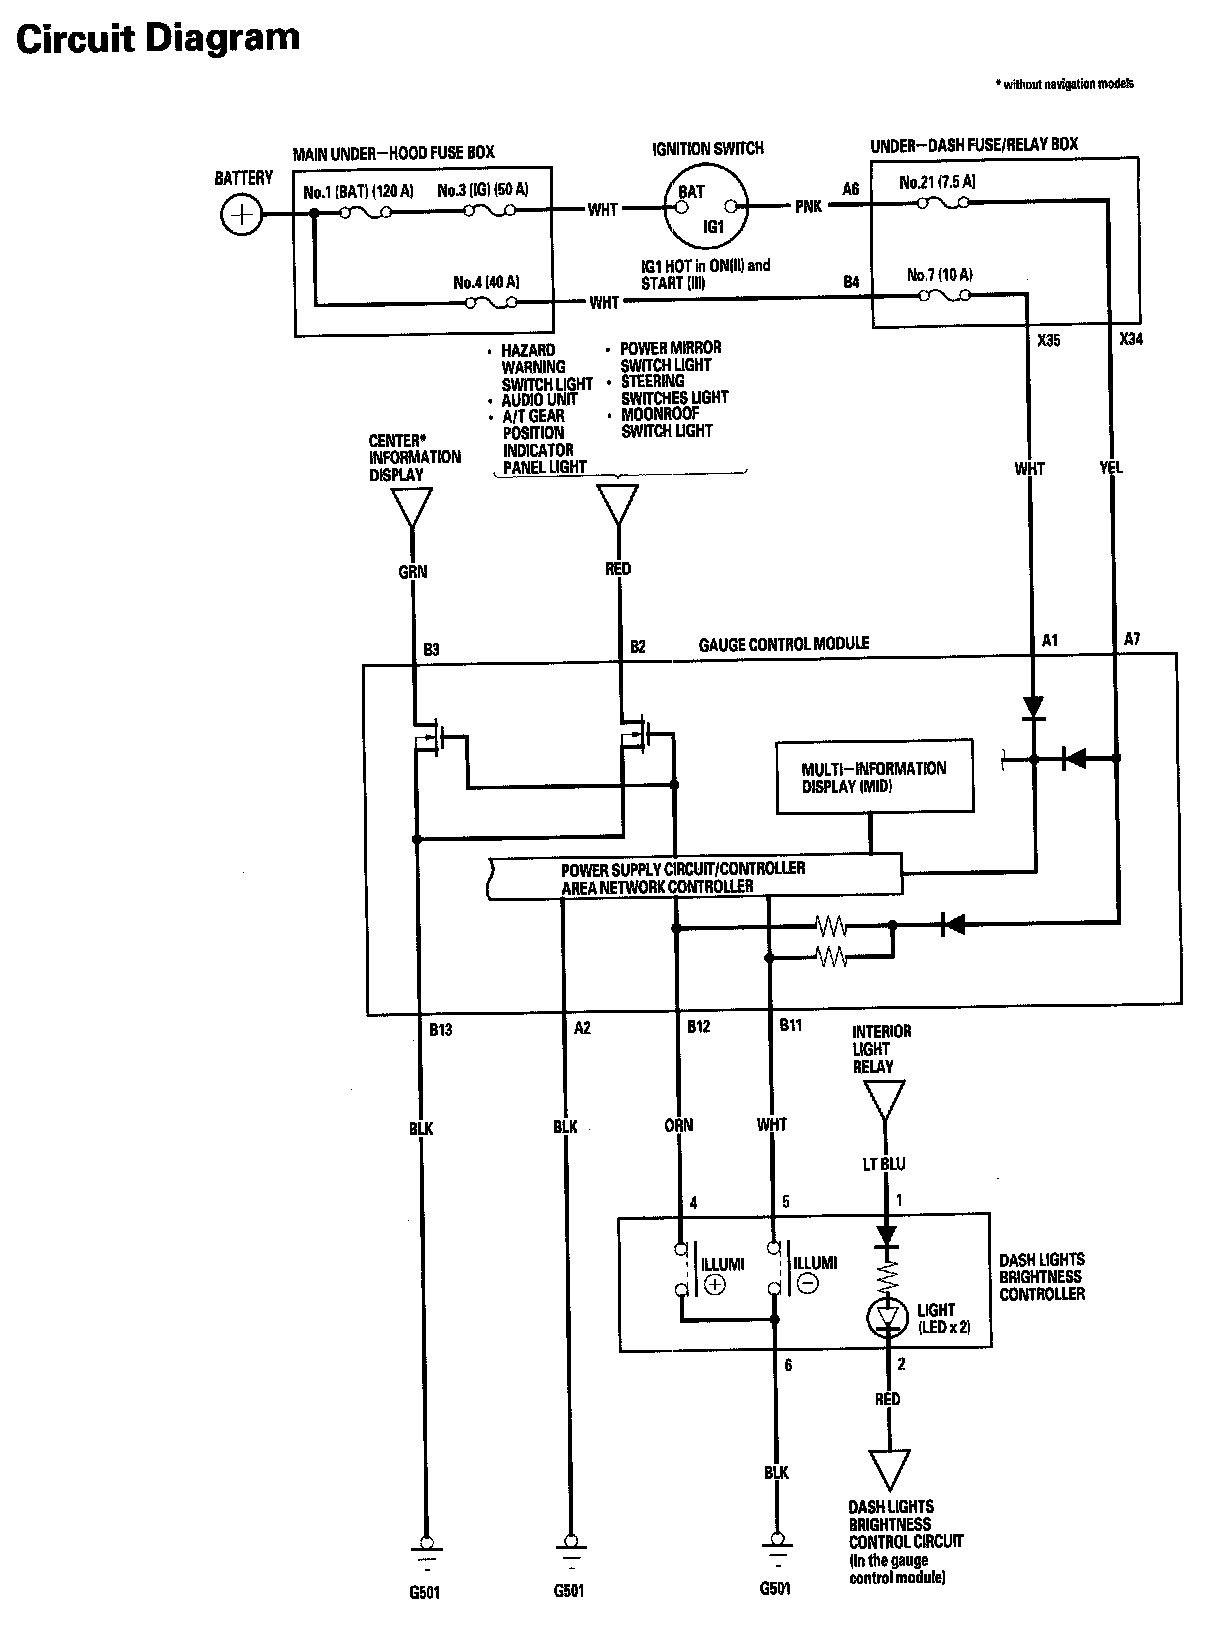 Circuit Diagram
* without navigation models
BATTERY
MAIN UNDER-HOOD FUSE BOX
No.1 (BAT) (120 A)
No.3 (IG) (50 A)
No.4 (40 A)
WHT
WHT
IGNITION SWITCH
BAT
IG1
IG1 HOT in ON(II) and
START (III)
PNK
UNDER-DASH FUSE/RELAY BOX
A6
No.21 (7.5 A)
B4
No.7 (10 A)
X35
X34
• HAZARD
WARNING
SWITCH LIGHT
• AUDIO UNIT
• A/T GEAR
POSITION
INDICATOR
PANEL LIGHT
• POWER MIRROR
SWITCH LIGHT
• STEERING
SWITCHES LIGHT
• MOONROOF
SWITCH LIGHT
CENTER*
INFORMATION
DISPLAY
WHT
YEL
GRN
RED
B3
B2
GAUGE CONTROL MODULE
A1
A7
MULTI-INFORMATION
DISPLAY (MID)
POWER SUPPLY CIRCUIT/CONTROLLER
AREA NETWORK CONTROLLER
B13
A2
B12
B11
INTERIOR
LIGHT
RELAY
BLK
BLK
ORN
WHT
LT BLU
4
5
1
ILLUMI
+
ILLUMI
−
LIGHT
(LED x 2)
DASH LIGHTS
BRIGHTNESS
CONTROLLER
6
2
RED
BLK
DASH LIGHTS
BRIGHTNESS
CONTROL CIRCUIT
(In the gauge
control module)
G501
G501
G501